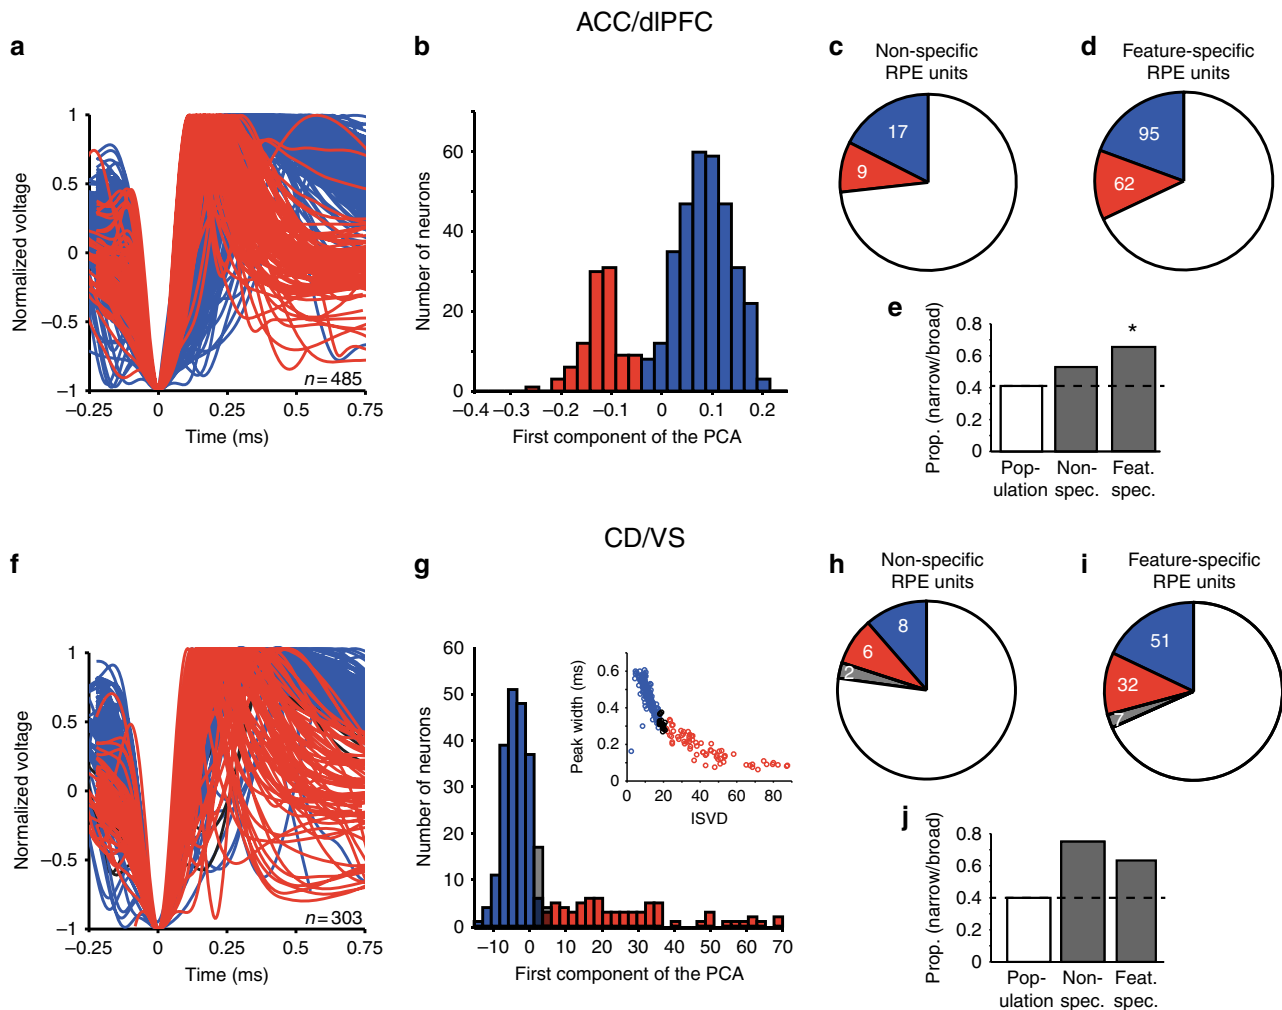 ACC/dlPFC
a
1
0.5
0
−0.5
−1
−0.25
0
0.25
0.5
0.75
Normalized voltage
Time (ms)
n = 485
b
60
40
20
0
−0.4
−0.3
−0.2
−0.1
0
0.1
0.2
Number of neurons
First component of the PCA
c
Non-specific
RPE units
17
9
d
Feature-specific
RPE units
95
62
e
0.8
0.6
0.4
0.2
0
*
Prop. (narrow/broad)
Pop-
ulation
Non-
spec.
Feat.
spec.
CD/VS
f
1
0.5
0
−0.5
−1
−0.25
0
0.25
0.5
0.75
Normalized voltage
Time (ms)
n = 303
g
60
50
40
30
20
10
0
−10
0
10
20
30
40
50
60
70
Number of neurons
First component of the PCA
0.6
0.4
0.2
0
0
20
40
60
80
Peak width (ms)
ISVD
h
Non-specific
RPE units
8
6
2
i
Feature-specific
RPE units
51
32
7
j
0.8
0.4
0
Prop. (narrow/broad)
Pop-
ulation
Non-
spec.
Feat.
spec.